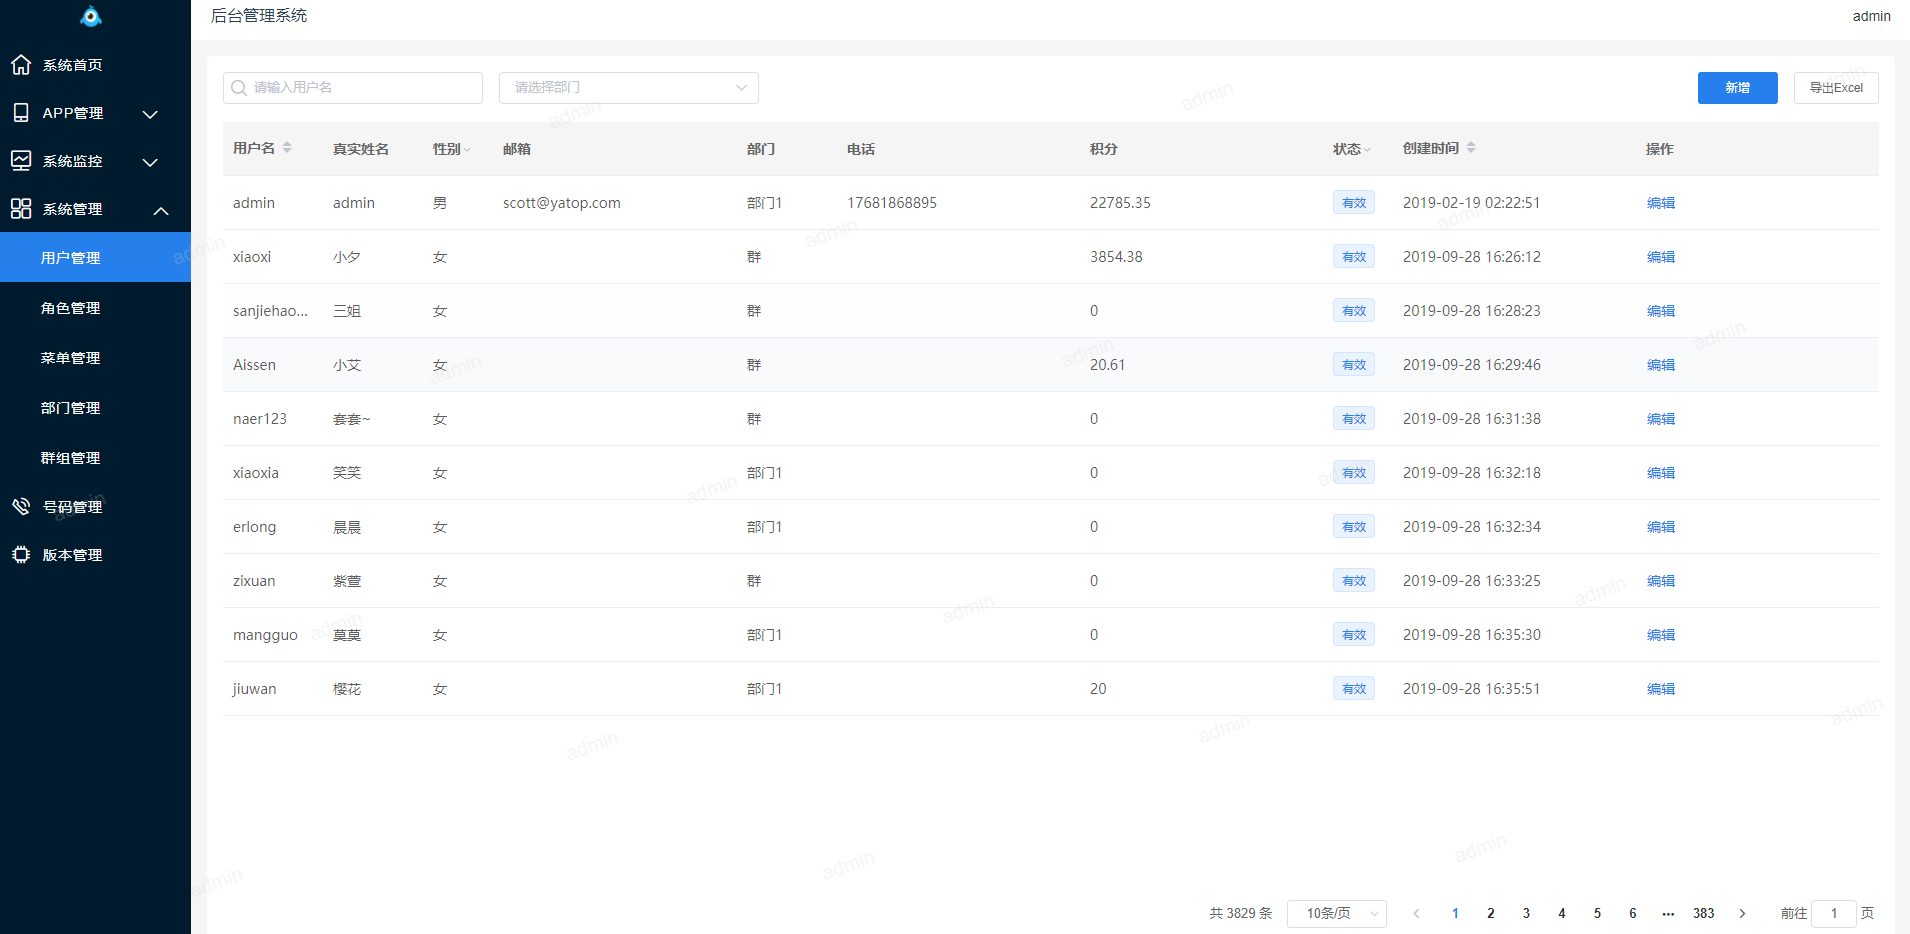 后台管理系统
admin
系统首页
APP管理
系统监控
系统管理
用户管理
角色管理
菜单管理
部门管理
群组管理
号码管理
版本管理
请输入用户名 请选择部门 新增 导出Excel
用户名 真实姓名 性别 邮箱 部门 电话 积分 状态 创建时间 操作
admin admin 男 scott@yatop.com 部门1 17681868895 22785.35 有效 2019-02-19 02:22:51 编辑
xiaoxi 小夕 女 群 3854.38 有效 2019-09-28 16:26:12 编辑
sanjiehao... 三姐 女 群 0 有效 2019-09-28 16:28:23 编辑
Aissen 小艾 女 群 20.61 有效 2019-09-28 16:29:46 编辑
naer123 套套~ 女 群 0 有效 2019-09-28 16:31:38 编辑
xiaoxia 笑笑 女 部门1 0 有效 2019-09-28 16:32:18 编辑
erlong 晨晨 女 部门1 0 有效 2019-09-28 16:32:34 编辑
zixuan 紫萱 女 群 0 有效 2019-09-28 16:33:25 编辑
mangguo 莫莫 女 部门1 0 有效 2019-09-28 16:35:30 编辑
jiuwan 樱花 女 部门1 20 有效 2019-09-28 16:35:51 编辑
共 3829 条 10条/页 1 2 3 4 5 6 ... 383 前往 1 页